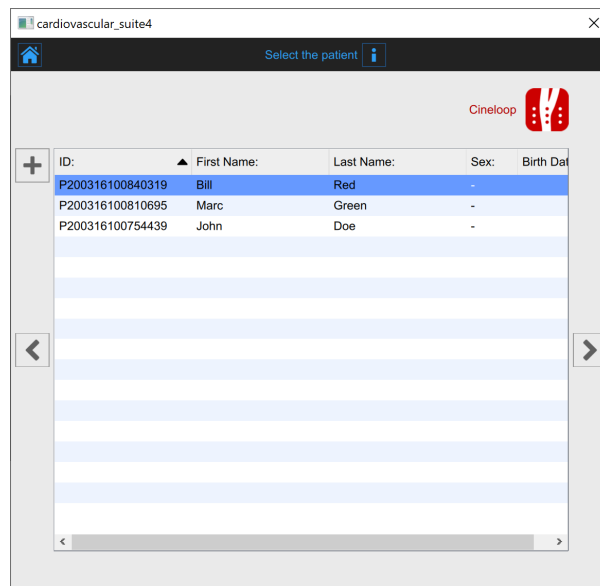 cardiovascular_suite4
Select the patient i
Cineloop
ID: First Name: Last Name: Sex: Birth Dat
P200316100840319 Bill Red -
P200316100810695 Marc Green -
P200316100754439 John Doe -